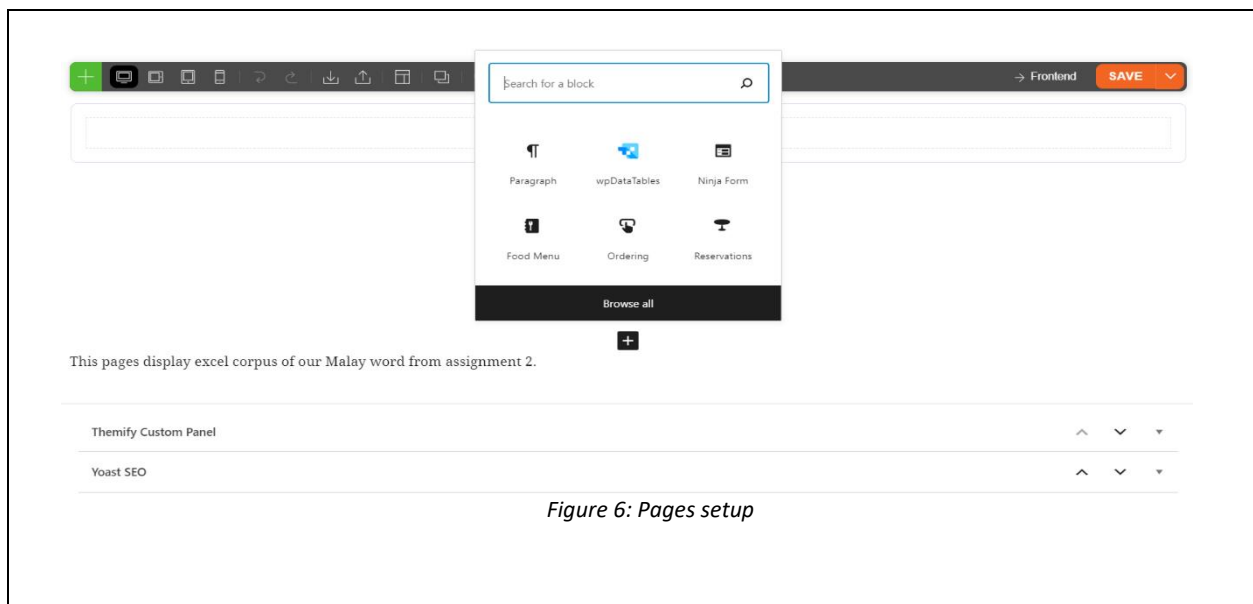 → Frontend SAVE
Search for a block
Paragraph wpDataTables Ninja Form
Food Menu Ordering Reservations
Browse all
This pages display excel corpus of our Malay word from assignment 2.
Themify Custom Panel
Yoast SEO
Figure 6: Pages setup